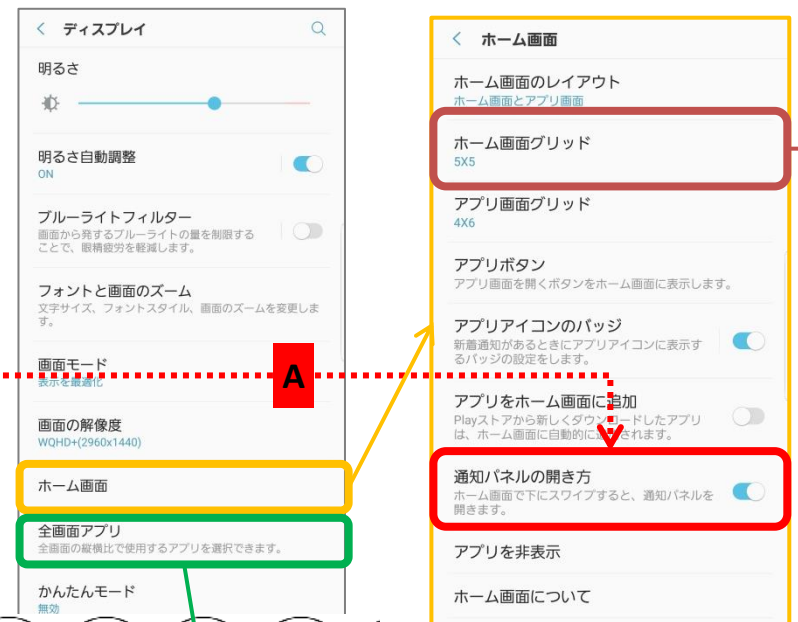 ディスプレイ
明るさ
明るさ自動調整
ON
ブルーライトフィルター
画面から発するブルーライトの量を制限する
ことで、眼精疲労を軽減します。
フォントと画面のズーム
文字サイズ、フォントスタイル、画面のズームを変更しま
す。
画面モード
表示を最適化
A
画面の解像度
WQHD+(2960x1440)
ホーム画面
全画面アプリ
全画面の縦横比で使用するアプリを選択できます。
かんたんモード
無効
ホーム画面
ホーム画面のレイアウト
ホーム画面とアプリ画面
ホーム画面グリッド
5X5
アプリ画面グリッド
4X6
アプリボタン
アプリ画面を開くボタンをホーム画面に表示します。
アプリアイコンのバッジ
新着通知があるときにアプリアイコンに表示す
るバッジの設定をします。
アプリをホーム画面に追加
Playストアから新しくダウンロードしたアプリ
は、ホーム画面に自動的に追加されます。
通知パネルの開き方
ホーム画面で下にスワイプすると、通知パネルを
開きます。
アプリを非表示
ホーム画面について